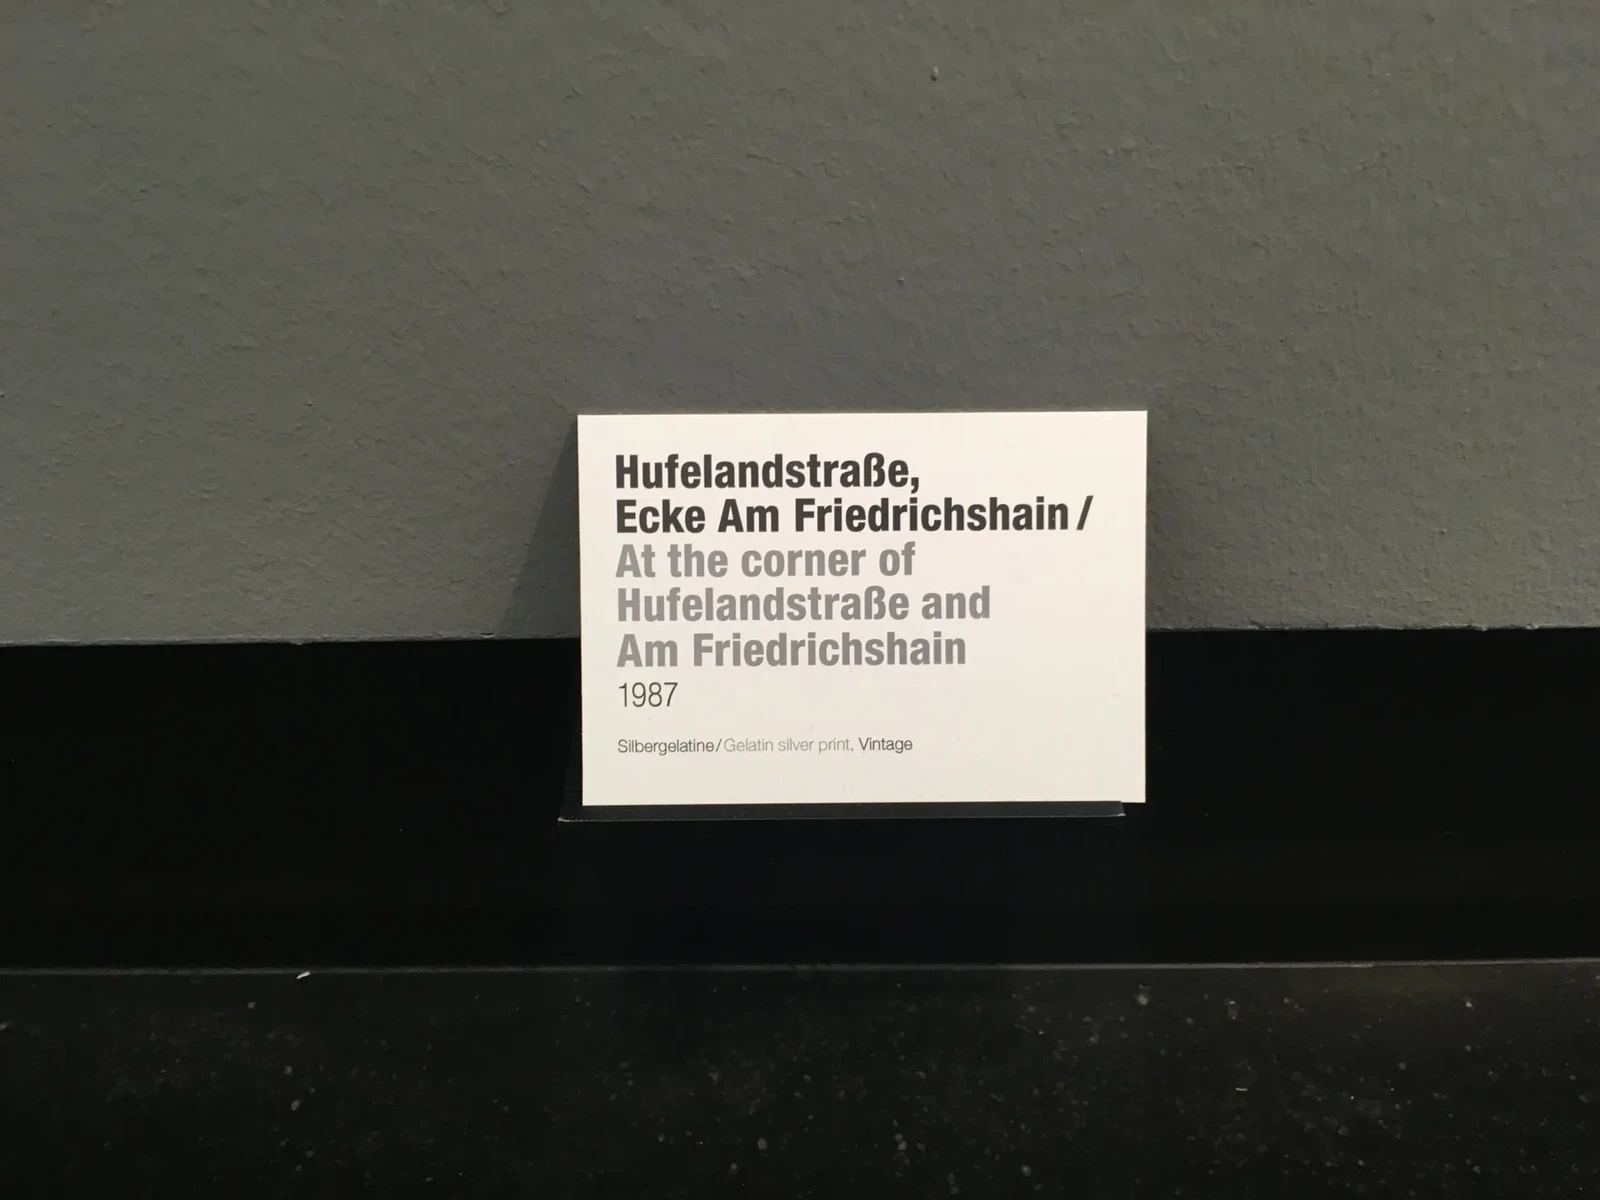 Hufelandstraße,
Ecke Am Friedrichshain /
At the corner of
Hufelandstraße and
Am Friedrichshain
1987
Silbergelatine/Gelatin silver print, Vintage